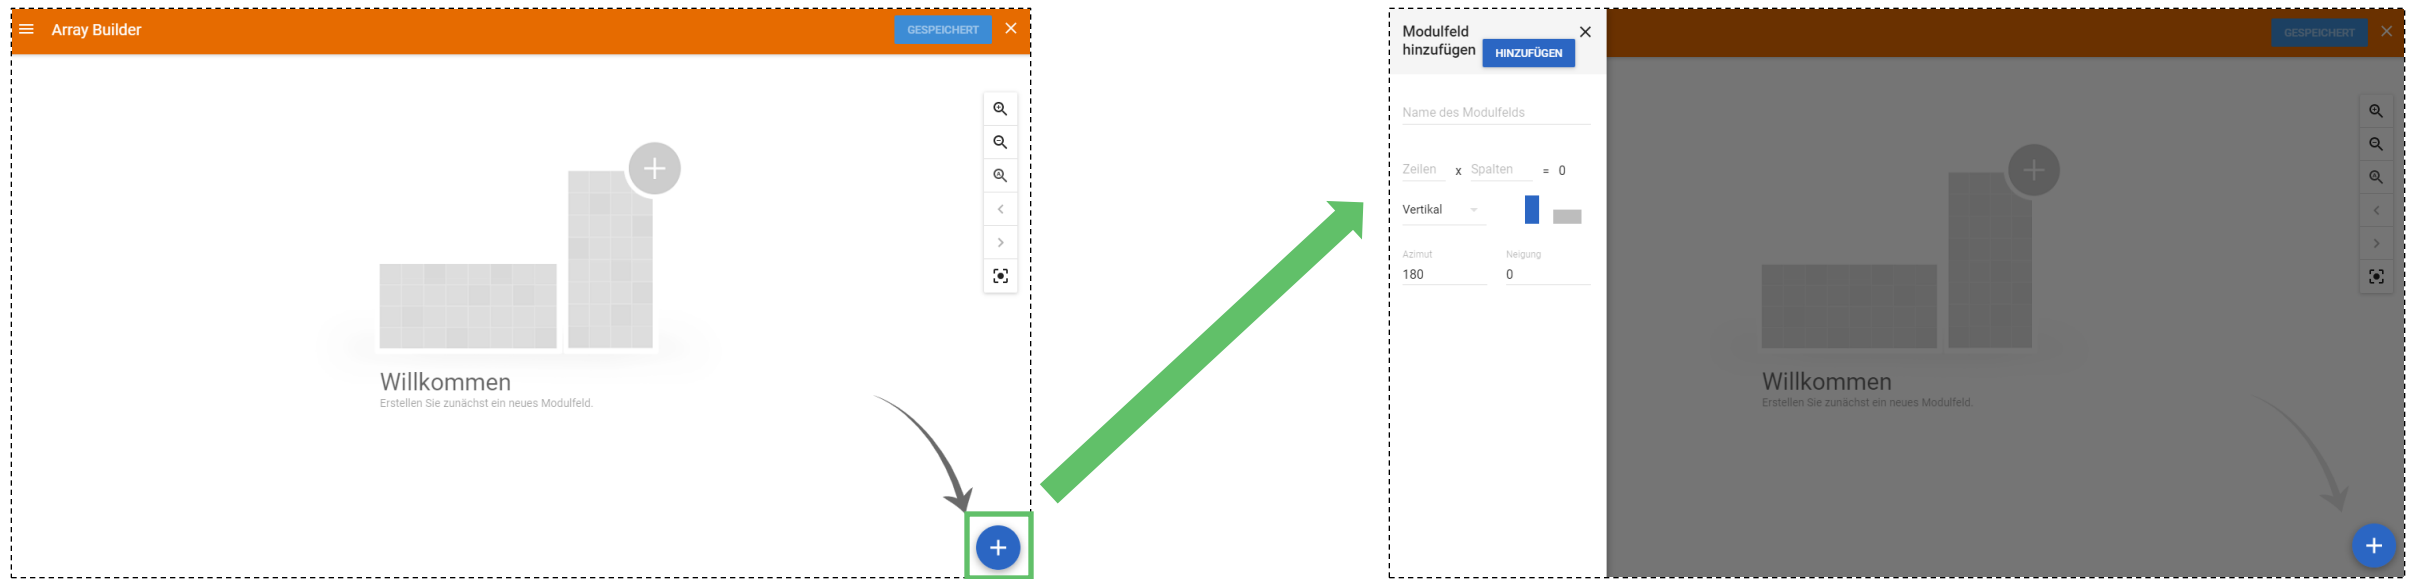 Array Builder
GESPEICHERT
Willkommen
Erstellen Sie zunächst ein neues Modulfeld.
Modulfeld
hinzufügen
HINZUFÜGEN
Name des Modulfelds
Zeilen x Spalten = 0
Vertikal
Azimut Neigung
180 0
GESPEICHERT
Willkommen
Erstellen Sie zunächst ein neues Modulfeld.